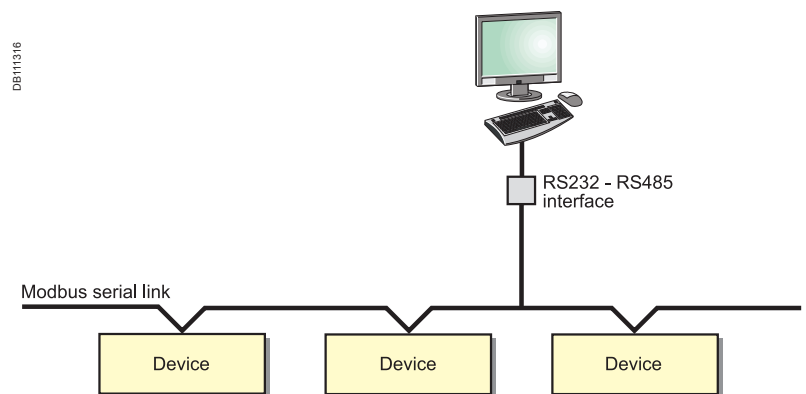 DB111316
RS232 - RS485
interface
Modbus serial link
Device
Device
Device